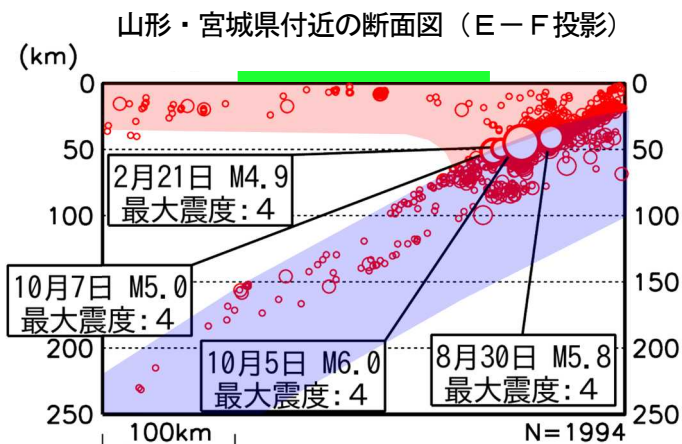 山形・宮城県付近の断面図（E－F投影）
(km)
0
0
50
50
2月21日 M4.9
最大震度:4
100
100
10月7日 M5.0
最大震度:4
150
150
10月5日 M6.0
最大震度:4
8月30日 M5.8
最大震度:4
200
200
250
250
100km
N=1994